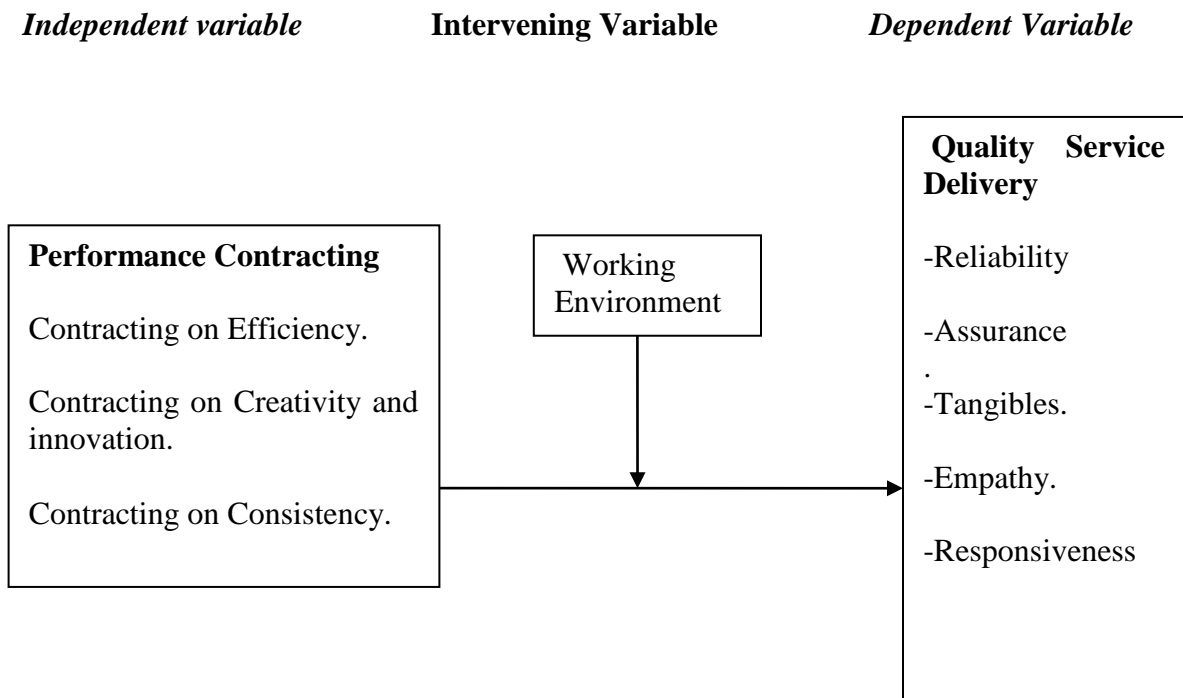 Independent variable
Intervening Variable
Dependent Variable
Performance Contracting
Contracting on Efficiency.
Contracting on Creativity and
innovation.
Contracting on Consistency.
Working
Environment
Quality Service
Delivery
-Reliability
-Assurance
.
-Tangibles.
-Empathy.
-Responsiveness